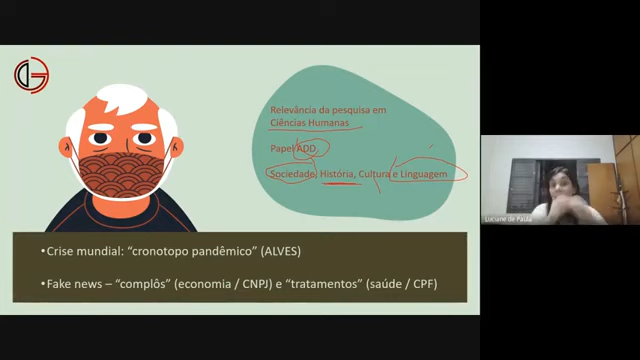 Relevância da pesquisa em
Ciências Humanas
Papel ADD,
Sociedade, História, Cultura e Linguagem
•Crise mundial: “cronotopo pandêmico” (ALVES)
•Fake news – “complôs” (economia / CNPJ) e “tratamentos” (saúde / CPF)
Luciane de Paula